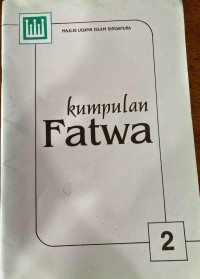 MAJLIS UGAMA ISLAM SINGAPURA
kumpulan
Fatwa
2